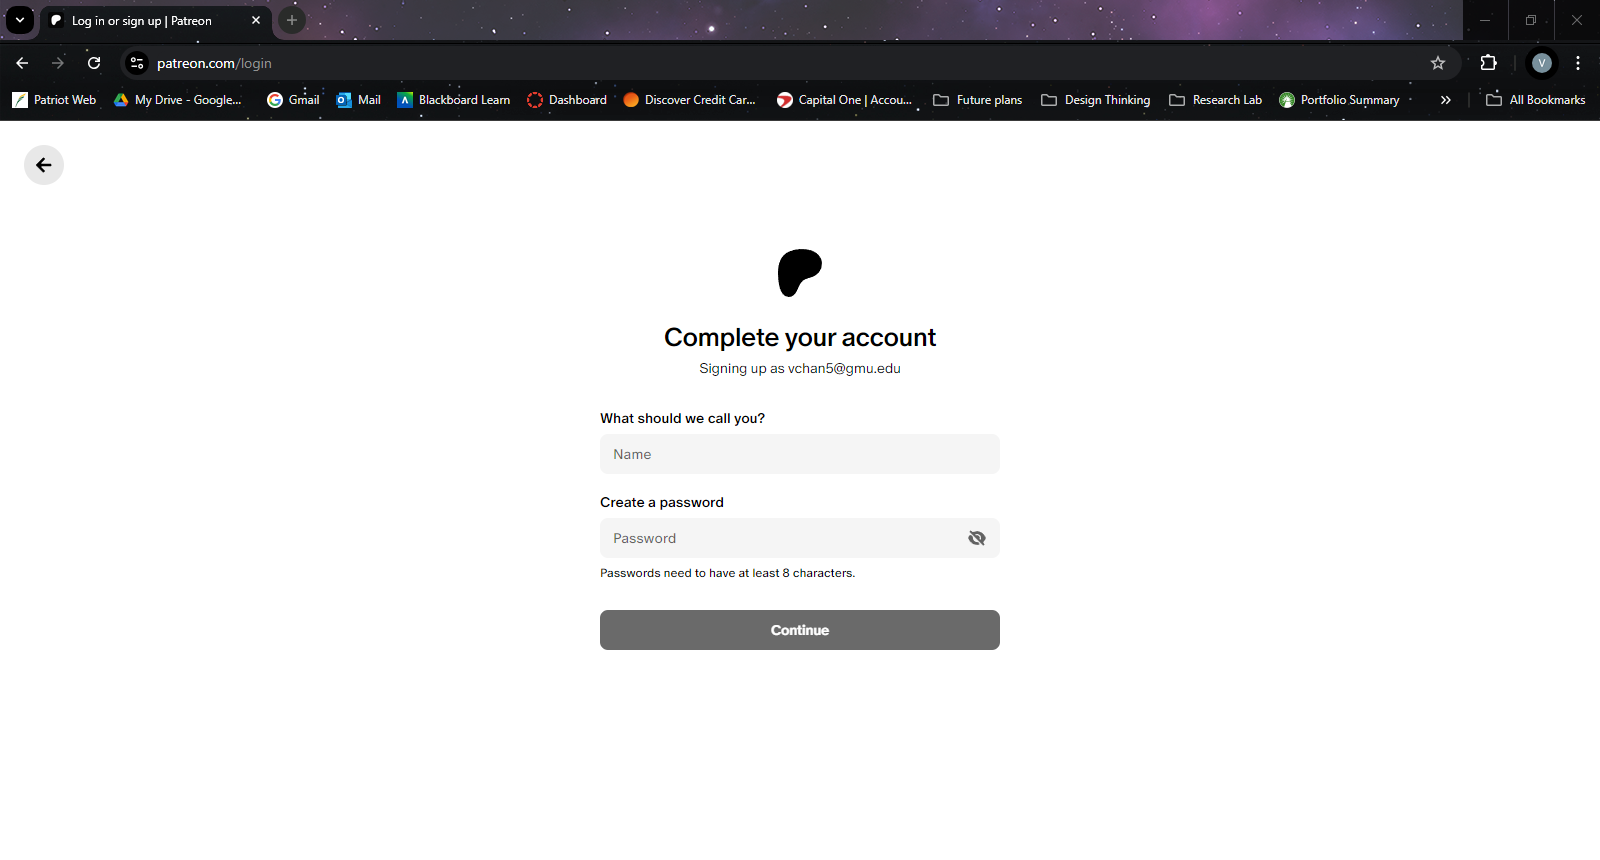 Log in or sign up | Patreon
patreon.com/login
V
Patriot Web
My Drive - Google...
Gmail
Mail
Blackboard Learn
Dashboard
Discover Credit Car...
Capital One | Accou...
Future plans
Design Thinking
Research Lab
Portfolio Summary
All Bookmarks
Complete your account
Signing up as vchan5@gmu.edu
What should we call you?
Name
Create a password
Password
Passwords need to have at least 8 characters.
Continue